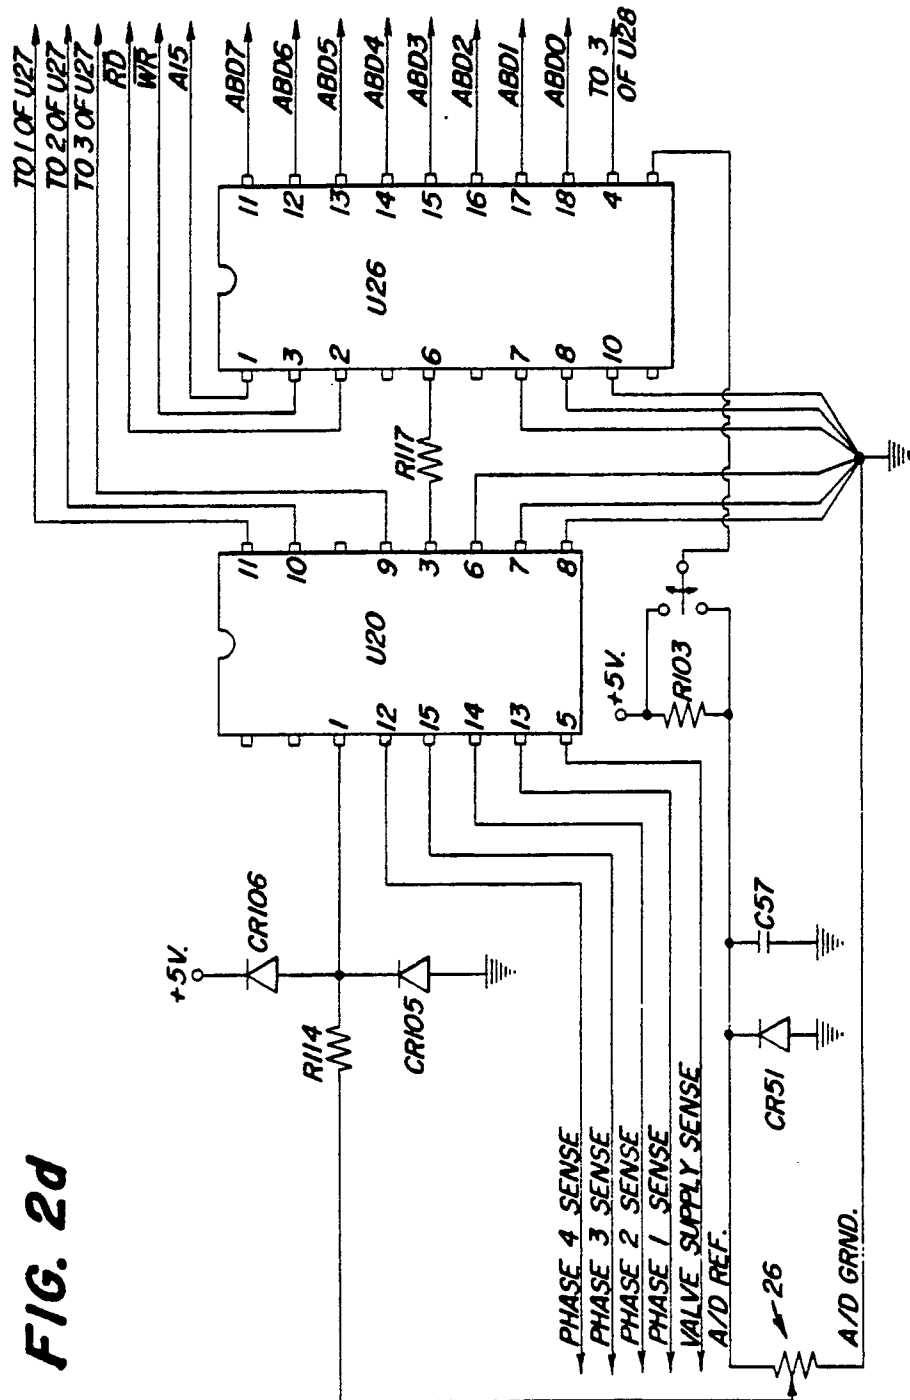 TO 1 OF U27
TO 2 OF U27
TO 3 OF U27
R̅D̅
W̅R̅
A15
ABD7
ABD6
ABD5
ABD4
ABD3
ABD2
ABD1
ABD0
TO 3
OF U28
11
12
13
14
15
16
17
18
4
U26
1
3
2
6
7
8
10
R117
11
10
9
3
6
7
8
U20
1
12
15
14
13
5
+5V.
R103
+5V.
CR106
CR105
R114
C57
CR51
PHASE 4 SENSE
PHASE 3 SENSE
PHASE 2 SENSE
PHASE 1 SENSE
VALVE SUPPLY SENSE
A/D REF.
26
A/D GRND.
FIG. 2d